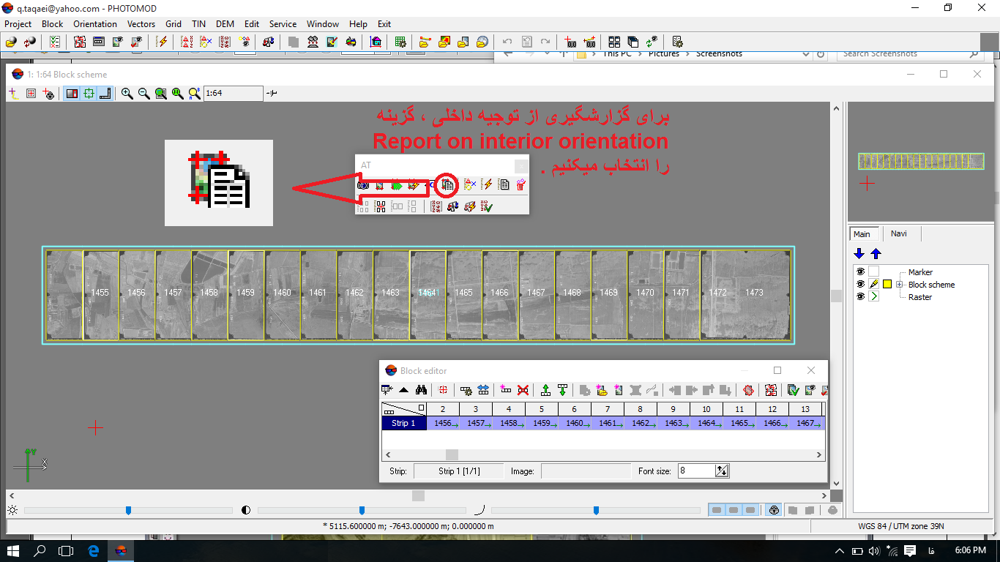 q.taqaei@yahoo.com - PHOTOMOD
Project Block Orientation Vectors Grid TIN DEM Edit Service Window Help Exit
This PC Pictures Screenshots Search Screenshots
1: 1:64 Block scheme
1:64
برای گزارشگیری از توجیه داخلی ، گزینه
Report on interior orientation
را انتخاب میکنیم .
AT
1455 1456 1457 1458 1459 1460 1461 1462 1463 1464 1465 1466 1467 1468 1469 1470 1471 1472 1473
Main Navi
Marker
Block scheme
Raster
Block editor
2 3 4 5 6 7 8 9 10 11 12 13
Strip 1 1456 1457 1458 1459 1460 1461 1462 1463 1464 1465 1466 1467
Strip: Strip 1 [1/1] Image: Font size: 8
Y
X
* 5115.600000 m; -7643.000000 m; 0.000000 m
WGS 84 / UTM zone 39N
فا 6:06 PM